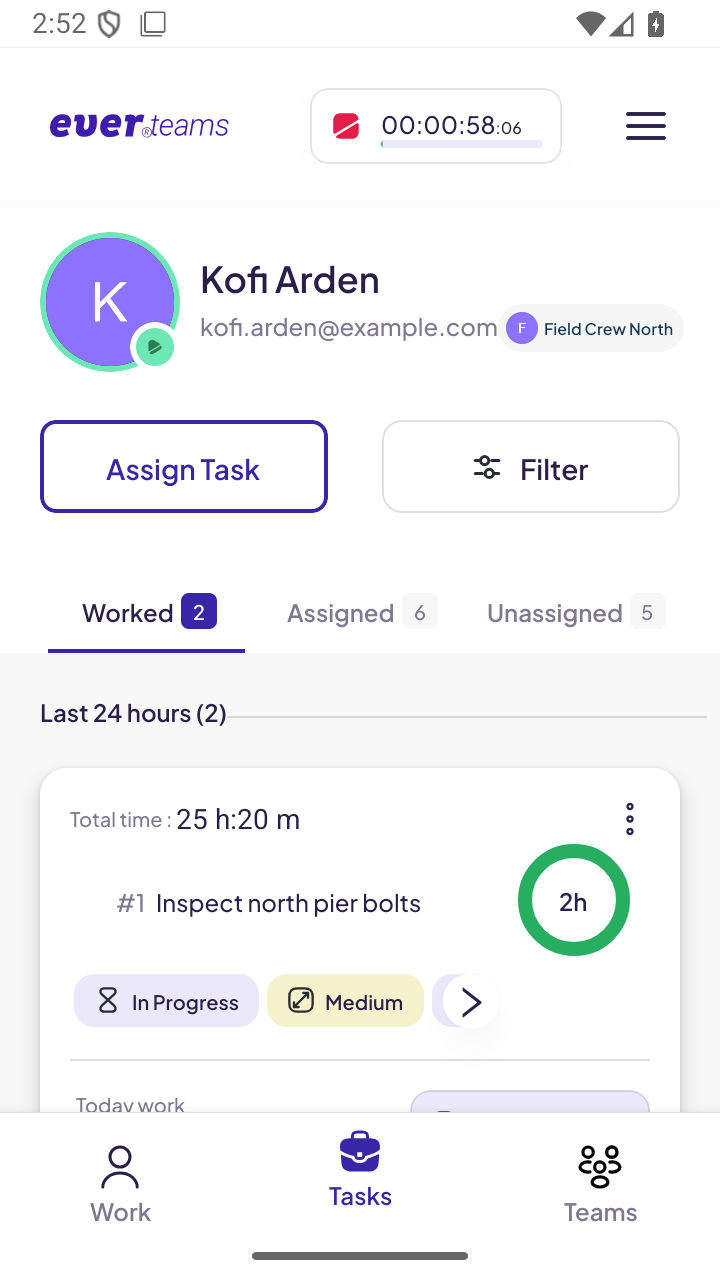 2:52
ever® teams
00:00:58:06
K
Kofi Arden
kofi.arden@example.com
F Field Crew North
Assign Task
Filter
Worked 2
Assigned 6
Unassigned 5
Last 24 hours (2)
Total time : 25 h:20 m
#1 Inspect north pier bolts
2h
In Progress
Medium
Today work
Work
Tasks
Teams